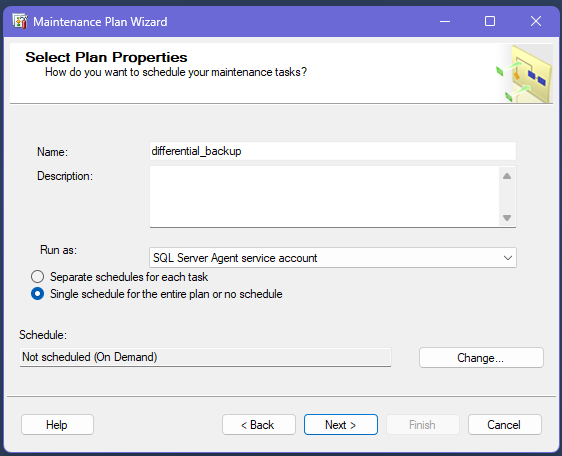 Maintenance Plan Wizard
Select Plan Properties
How do you want to schedule your maintenance tasks?
Name:
differential_backup
Description:
Run as:
SQL Server Agent service account
Separate schedules for each task
Single schedule for the entire plan or no schedule
Schedule:
Not scheduled (On Demand)
Change...
Help
< Back
Next >
Finish
Cancel